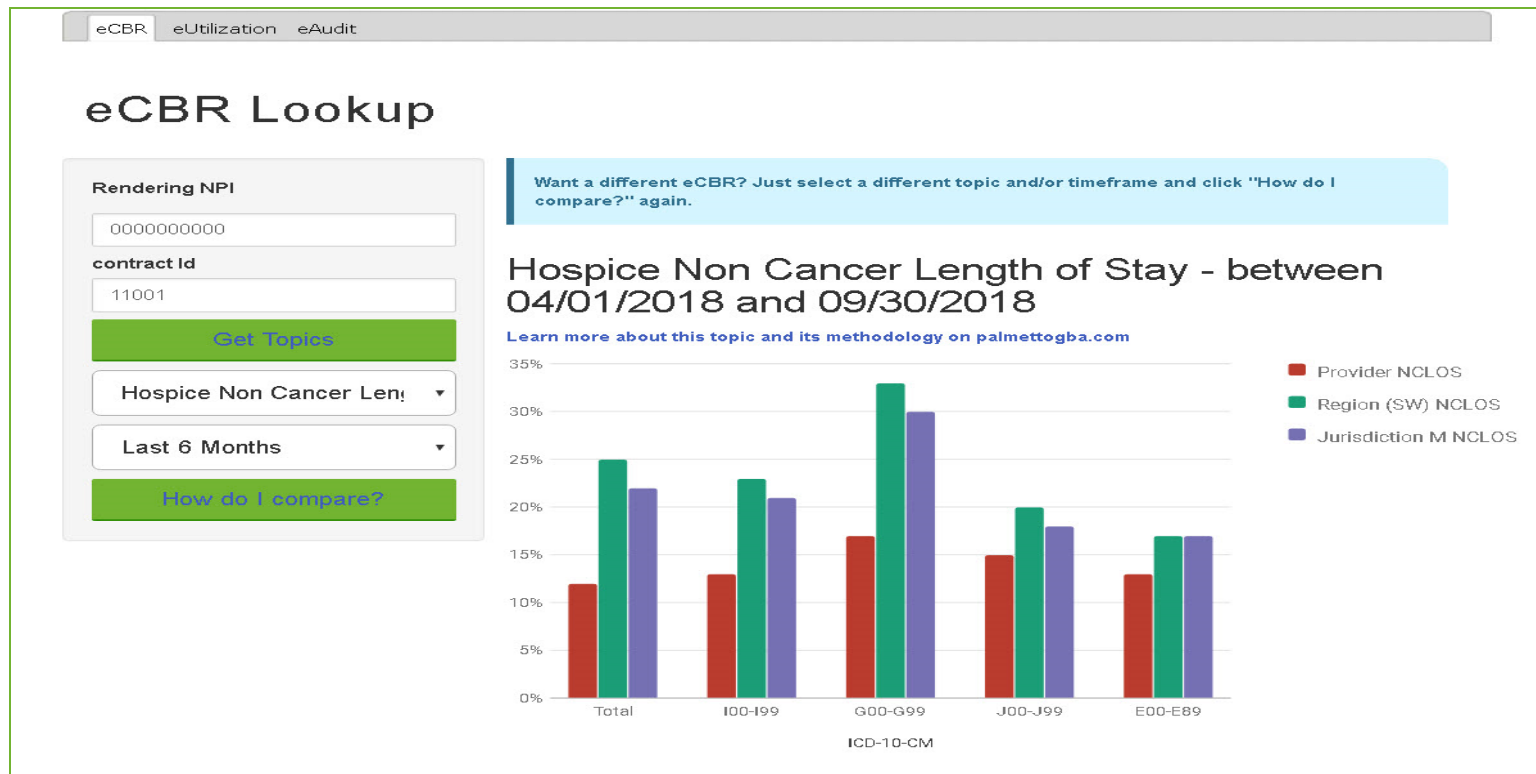 eCBR eUtilization eAudit
eCBR Lookup
Rendering NPI
0000000000
contract Id
11001
Get Topics
Hospice Non Cancer Len
Last 6 Months
How do I compare?
Want a different eCBR? Just select a different topic and/or timeframe and click "How do I
compare?" again.
Hospice Non Cancer Length of Stay - between
04/01/2018 and 09/30/2018
Learn more about this topic and its methodology on palmettogba.com
35%
30%
25%
20%
15%
10%
5%
0%
Total I00-I99 G00-G99 J00-J99 E00-E89
ICD-10-CM
Provider NCLOS
Region (SW) NCLOS
Jurisdiction M NCLOS